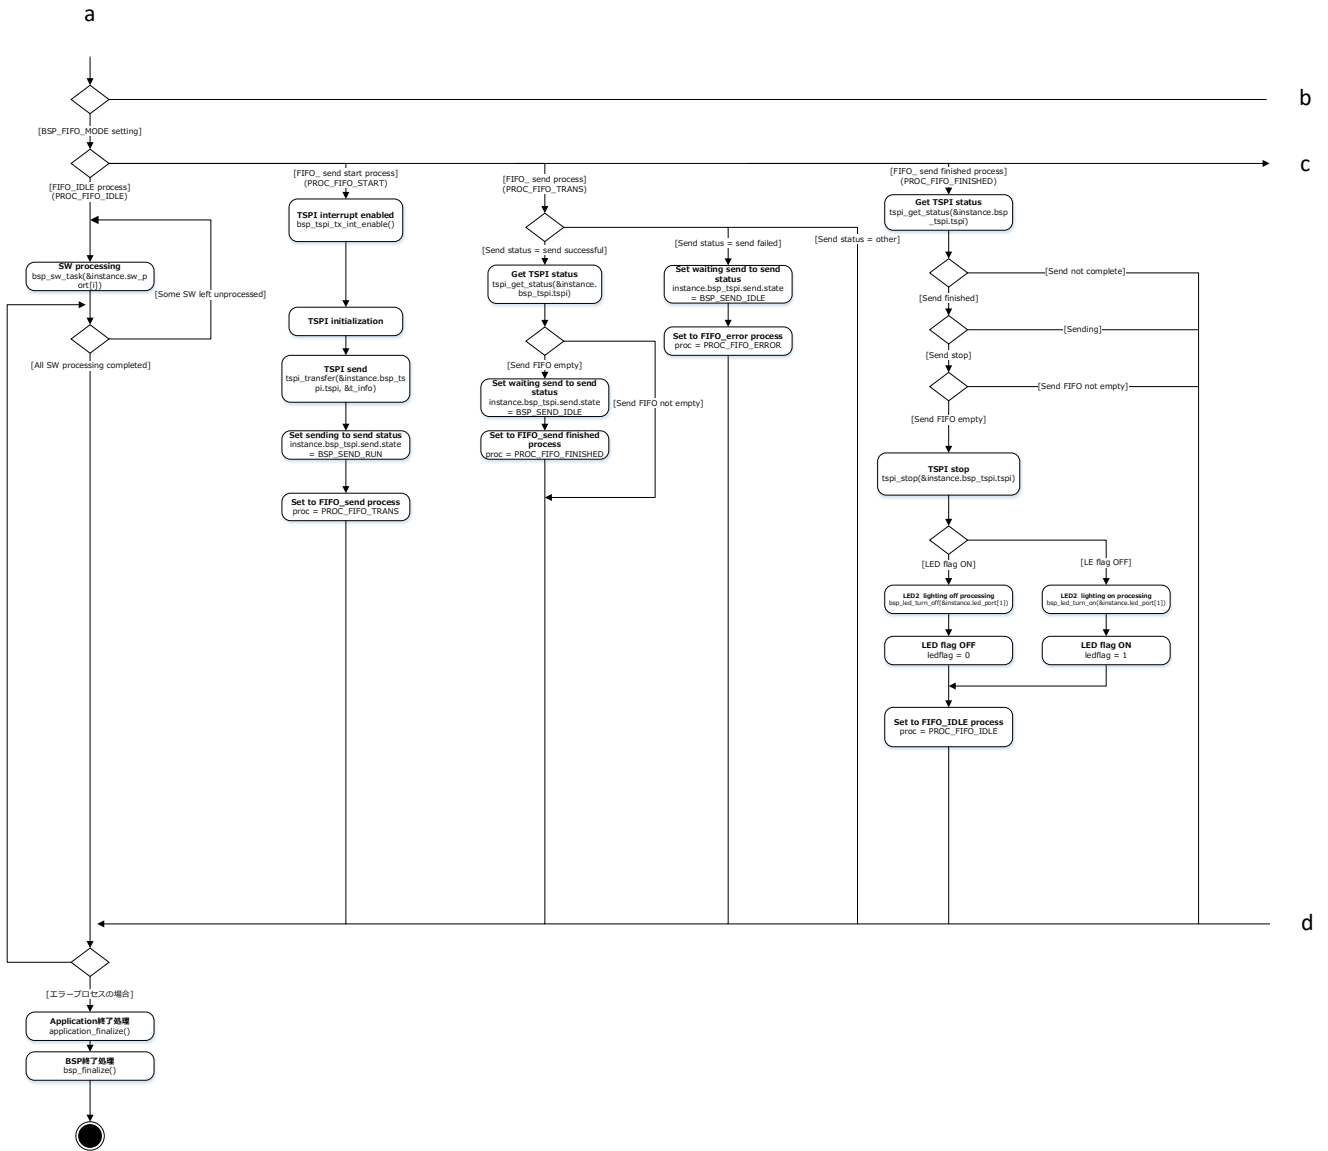 a
b
[BSP_FIFO_MODE setting]
c
[FIFO_IDLE process]
(PROC_FIFO_IDLE)
SW processing
bsp_sw_task(&instance.sw_p
ort[i])
[Some SW left unprocessed]
[All SW processing completed]
[FIFO_ send start process]
(PROC_FIFO_START)
TSPI interrupt enabled
bsp_tspi_tx_int_enable()
TSPI initialization
TSPI send
tspi_transfer(&instance.bsp_ts
pi.tspi, &t_info)
Set sending to send status
instance.bsp_tspi.send.state
= BSP_SEND_RUN
Set to FIFO_send process
proc = PROC_FIFO_TRANS
[FIFO_ send process]
(PROC_FIFO_TRANS)
[Send status = send successful]
Get TSPI status
tspi_get_status(&instance.
bsp_tspi.tspi)
[Send FIFO empty]
Set waiting send to send
status
instance.bsp_tspi.send.state
= BSP_SEND_IDLE
[Send FIFO not empty]
Set to FIFO_send finished
process
proc = PROC_FIFO_FINISHED
[Send status = send failed]
Set waiting send to send
status
instance.bsp_tspi.send.state
= BSP_SEND_IDLE
Set to FIFO_error process
proc = PROC_FIFO_ERROR
[Send status = other]
[FIFO_ send finished process]
(PROC_FIFO_FINISHED)
Get TSPI status
tspi_get_status(&instance.bsp
_tspi.tspi)
[Send not complete]
[Send finished]
[Sending]
[Send stop]
[Send FIFO not empty]
[Send FIFO empty]
TSPI stop
tspi_stop(&instance.bsp_tspi.tspi)
[LED flag ON]
[LE flag OFF]
LED2 lighting off processing
bsp_led_turn_off(&instance.led_port[1])
LED2 lighting on processing
bsp_led_turn_on(&instance.led_port[1])
LED flag OFF
ledflag = 0
LED flag ON
ledflag = 1
Set to FIFO_IDLE process
proc = PROC_FIFO_IDLE
d
[エラープロセスの場合]
Application終了処理
application_finalize()
BSP終了処理
bsp_finalize()